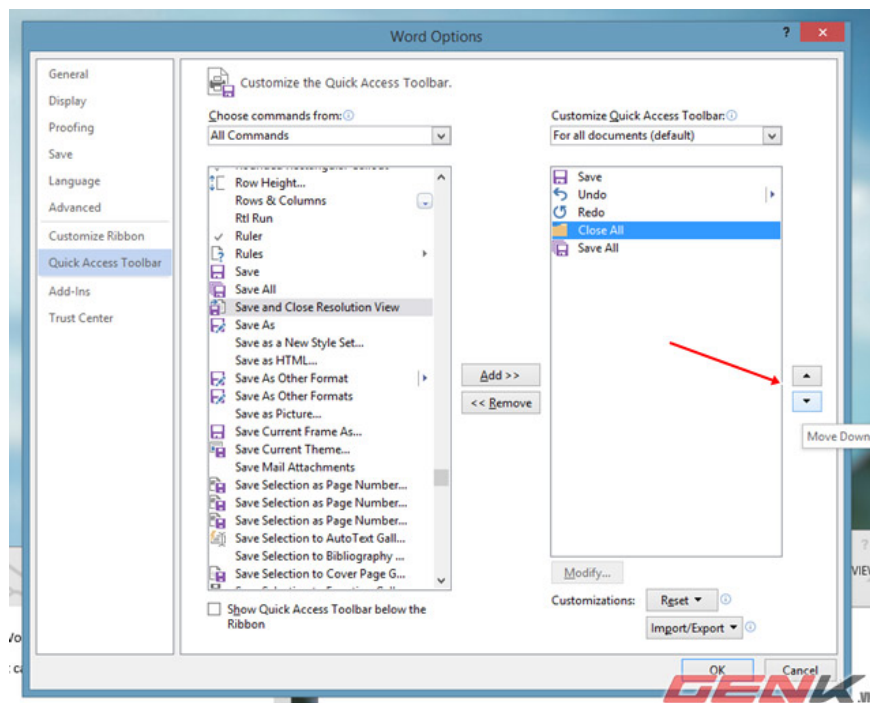 Word Options
?
General
Display
Proofing
Save
Language
Advanced
Customize Ribbon
Quick Access Toolbar
Add-Ins
Trust Center
Customize the Quick Access Toolbar.
Choose commands from:
All Commands
Row Height...
Rows & Columns
Rtl Run
Ruler
Rules
Save
Save All
Save and Close Resolution View
Save As
Save as a New Style Set...
Save as HTML...
Save As Other Format
Save As Other Formats
Save as Picture...
Save Current Frame As...
Save Current Theme...
Save Mail Attachments
Save Selection as Page Number...
Save Selection as Page Number...
Save Selection as Page Number...
Save Selection to AutoText Gall...
Save Selection to Bibliography ...
Save Selection to Cover Page G...
Show Quick Access Toolbar below the
Ribbon
Add >>
<< Remove
Customize Quick Access Toolbar:
For all documents (default)
Save
Undo
Redo
Close All
Save All
Move Down
Modify...
Customizations:
Reset
Import/Export
OK
Cancel
?
VIE
GENK.vn